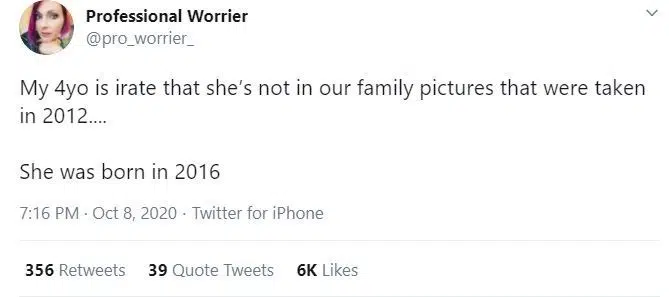 Professional Worrier
@pro_worrier_
My 4yo is irate that she's not in our family pictures that were taken
in 2012....
She was born in 2016
7:16 PM · Oct 8, 2020 · Twitter for iPhone
356 Retweets 39 Quote Tweets 6K Likes